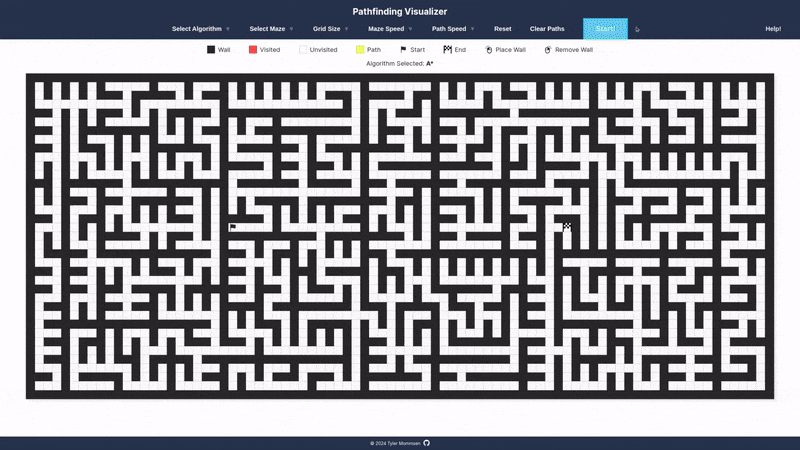 Pathfinding Visualizer
Select Algorithm Select Maze Grid Size Maze Speed Path Speed Reset Clear Paths Start! Help!
Wall Visited Unvisited Path Start End Place Wall Remove Wall
Algorithm Selected: A*
© 2024 Tyler Mommsen